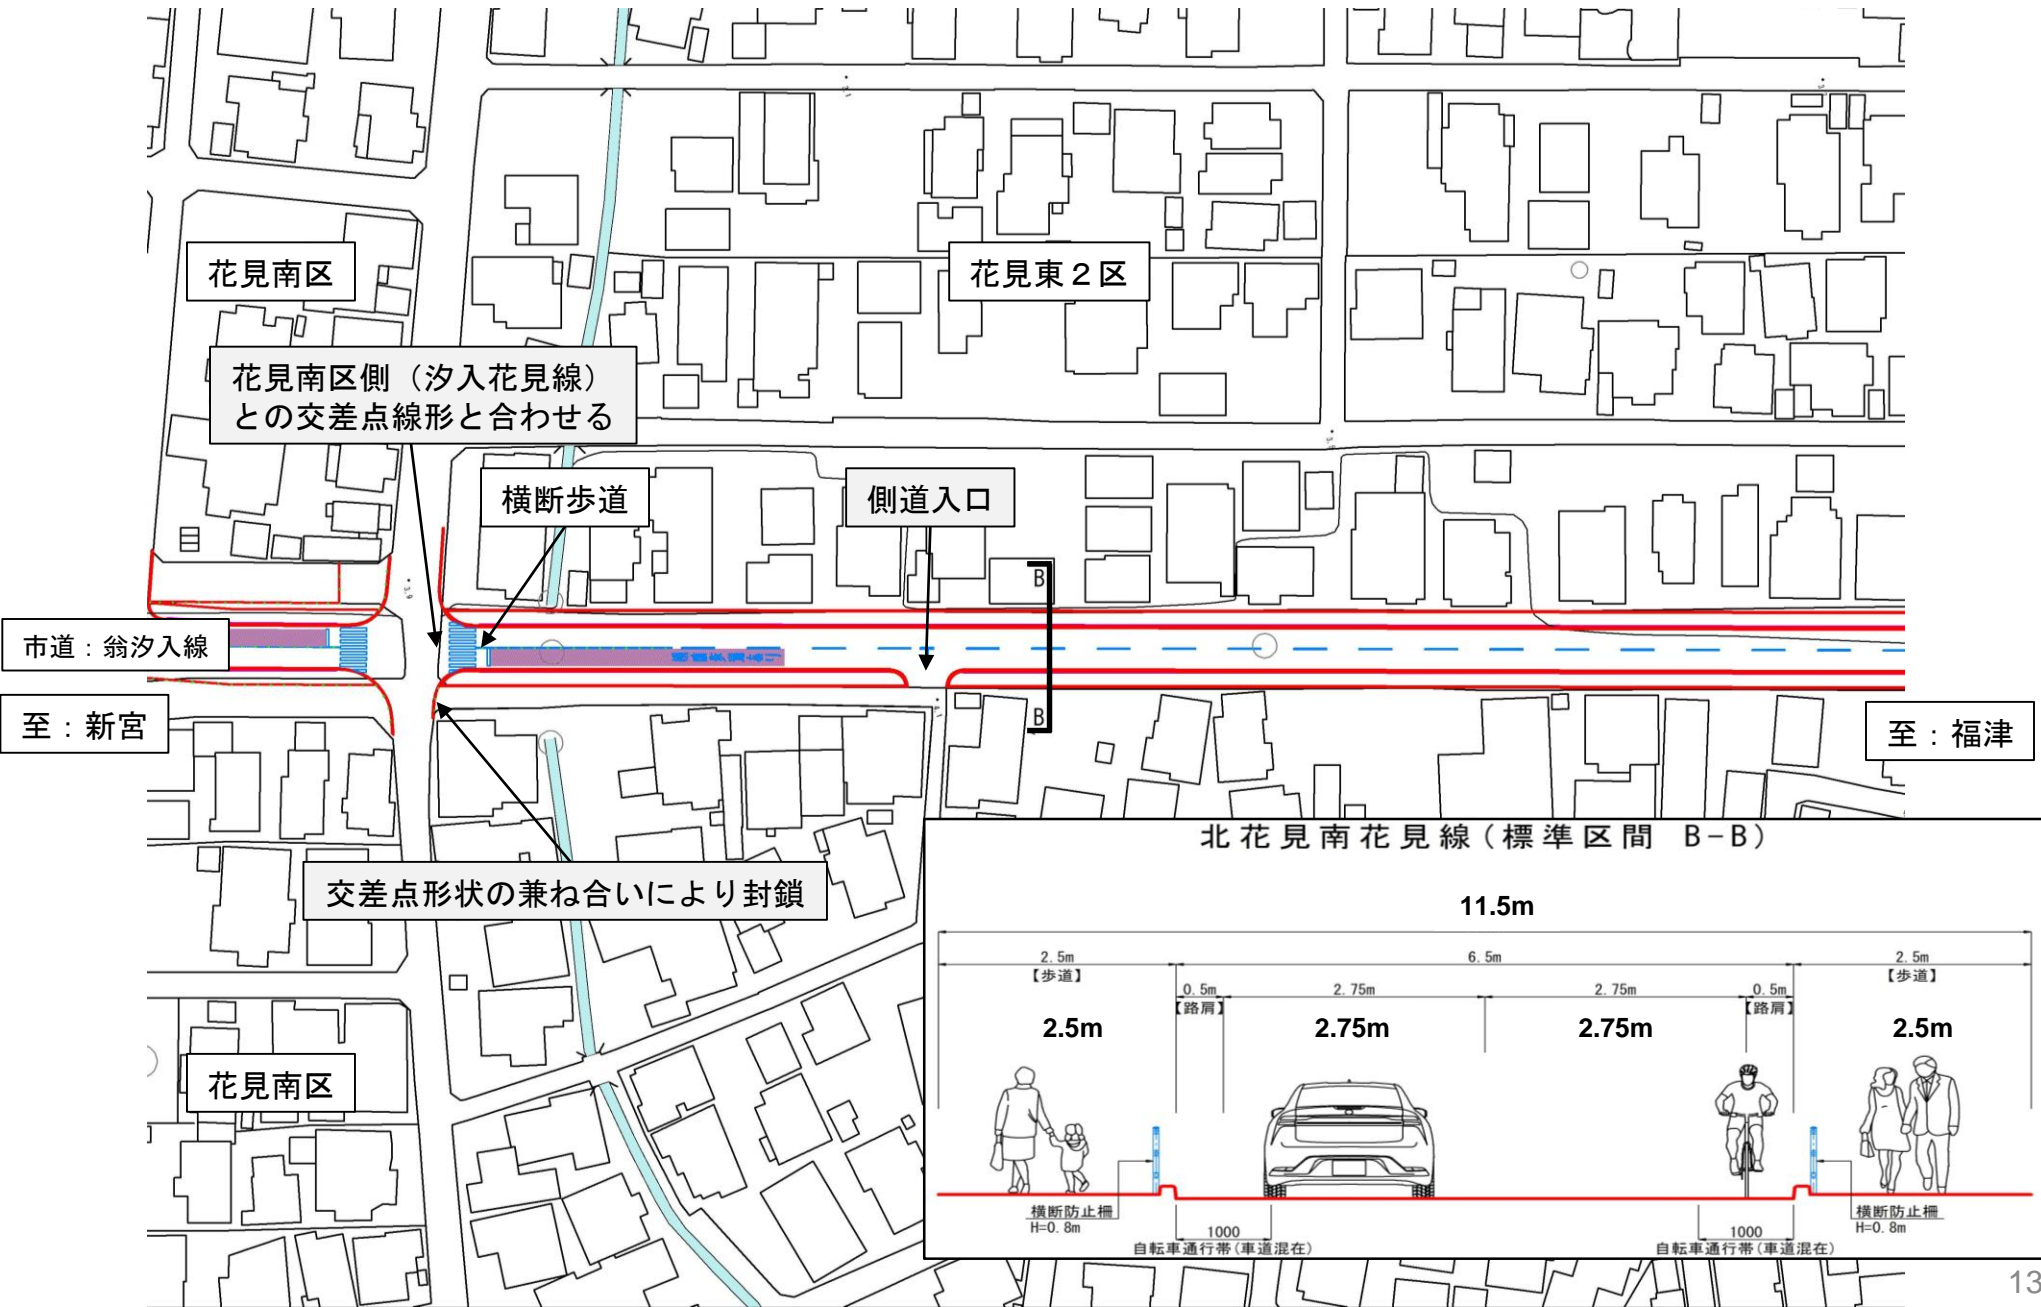 花見南区
花見東２区
花見南区側（汐入花見線）
との交差点線形と合わせる
横断歩道
側道入口
B
市道：翁汐入線
至：新宮
B
至：福津
交差点形状の兼ね合いにより封鎖
花見南区
北花見南花見線(標準区間 B-B)
11.5m
2.5m 6.5m 2.5m
【歩道】 【歩道】
0.5m 2.75m 2.75m 0.5m
【路肩】 【路肩】
2.5m 2.75m 2.75m 2.5m
横断防止柵 横断防止柵
H=0.8m H=0.8m
1000 1000
自転車通行帯(車道混在) 自転車通行帯(車道混在)
13